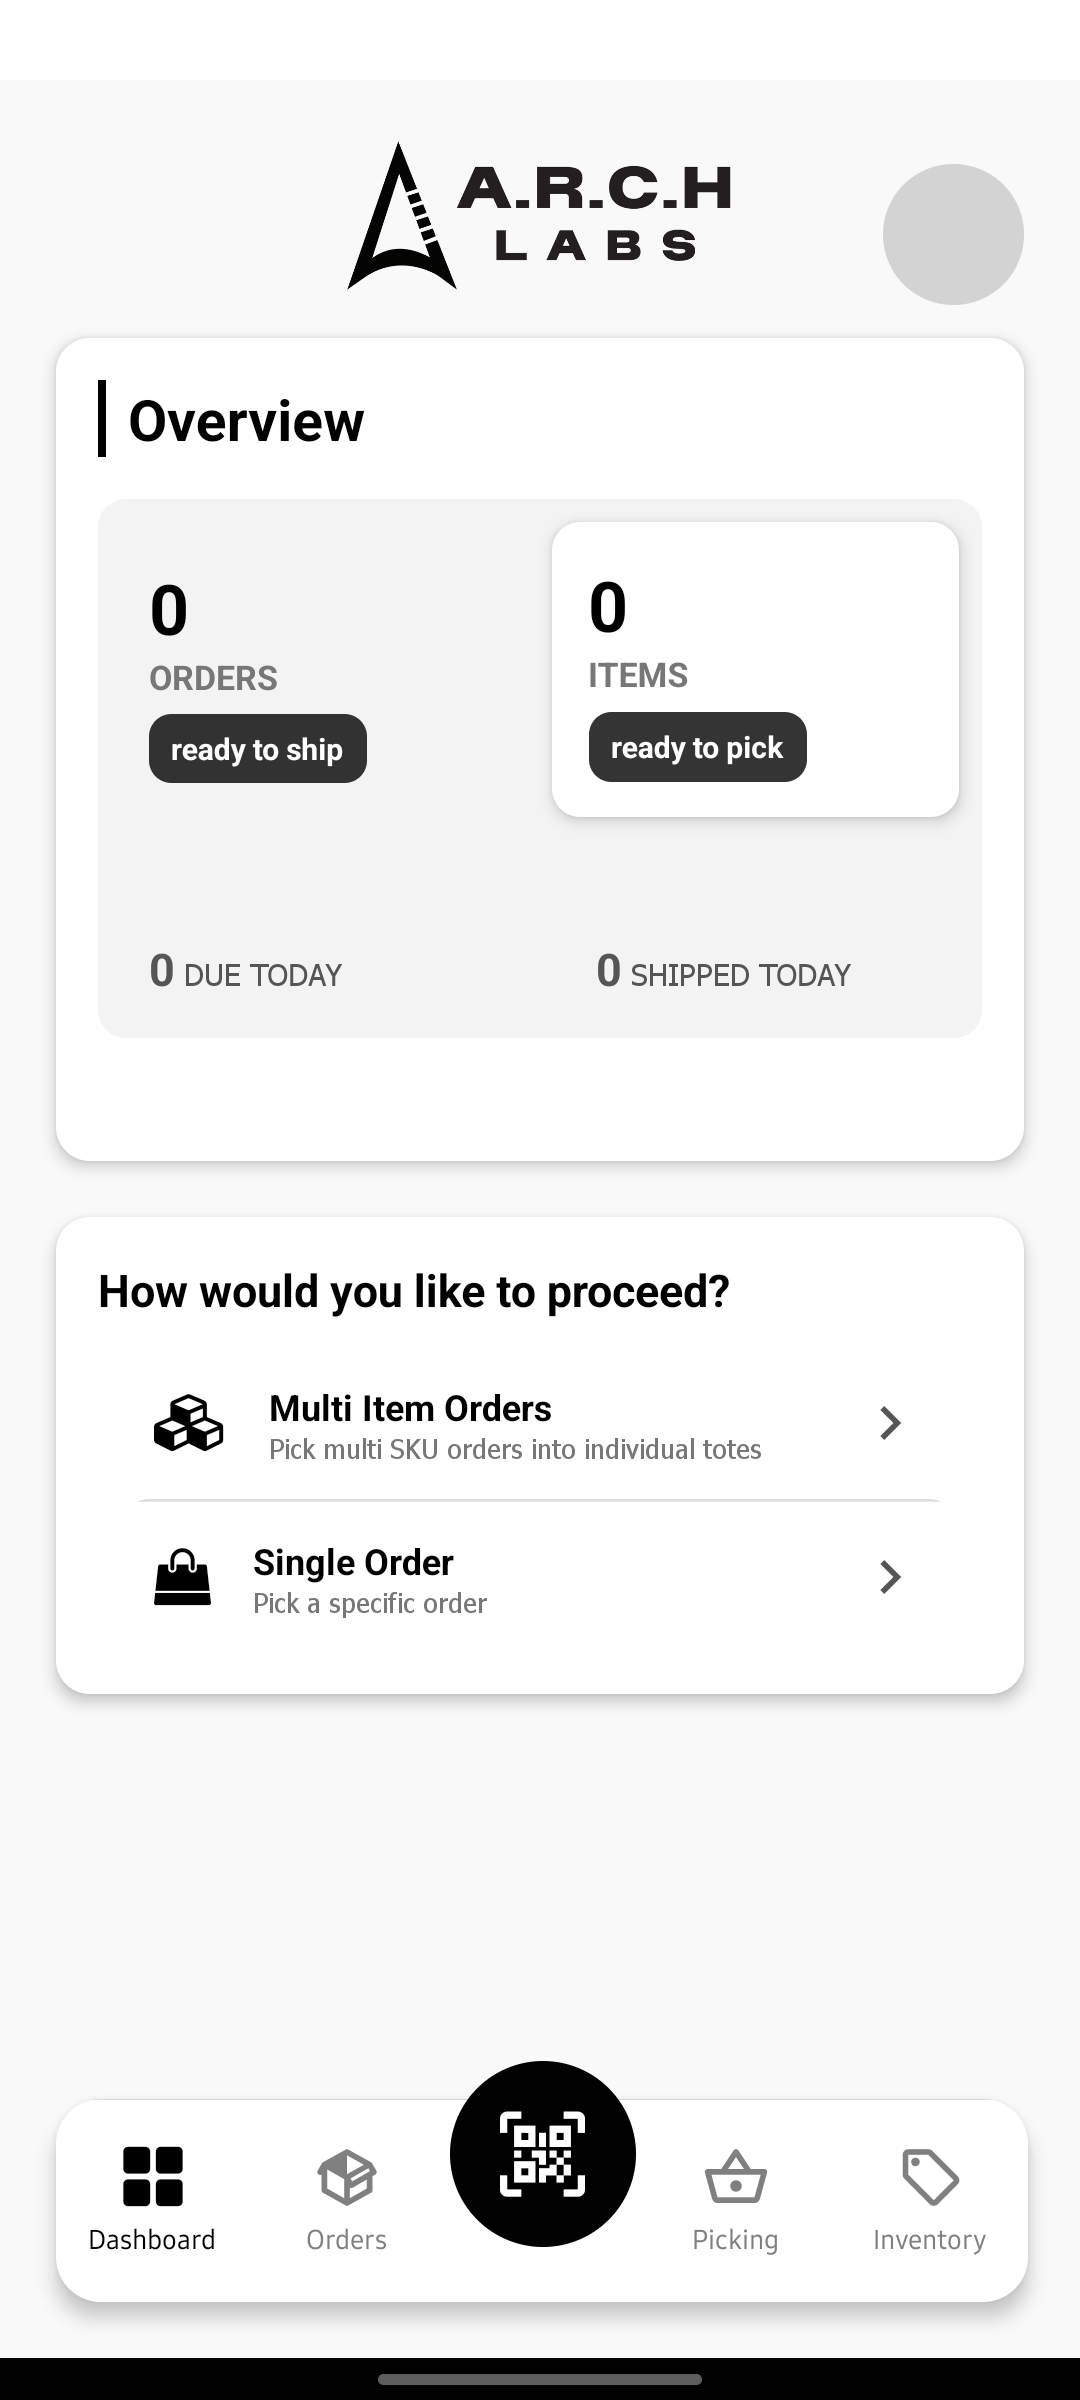 A.R.C.H
LABS
Overview
0
ORDERS
ready to ship
0
ITEMS
ready to pick
0 DUE TODAY
0 SHIPPED TODAY
How would you like to proceed?
Multi Item Orders
Pick multi SKU orders into individual totes
Single Order
Pick a specific order
Dashboard
Orders
Picking
Inventory